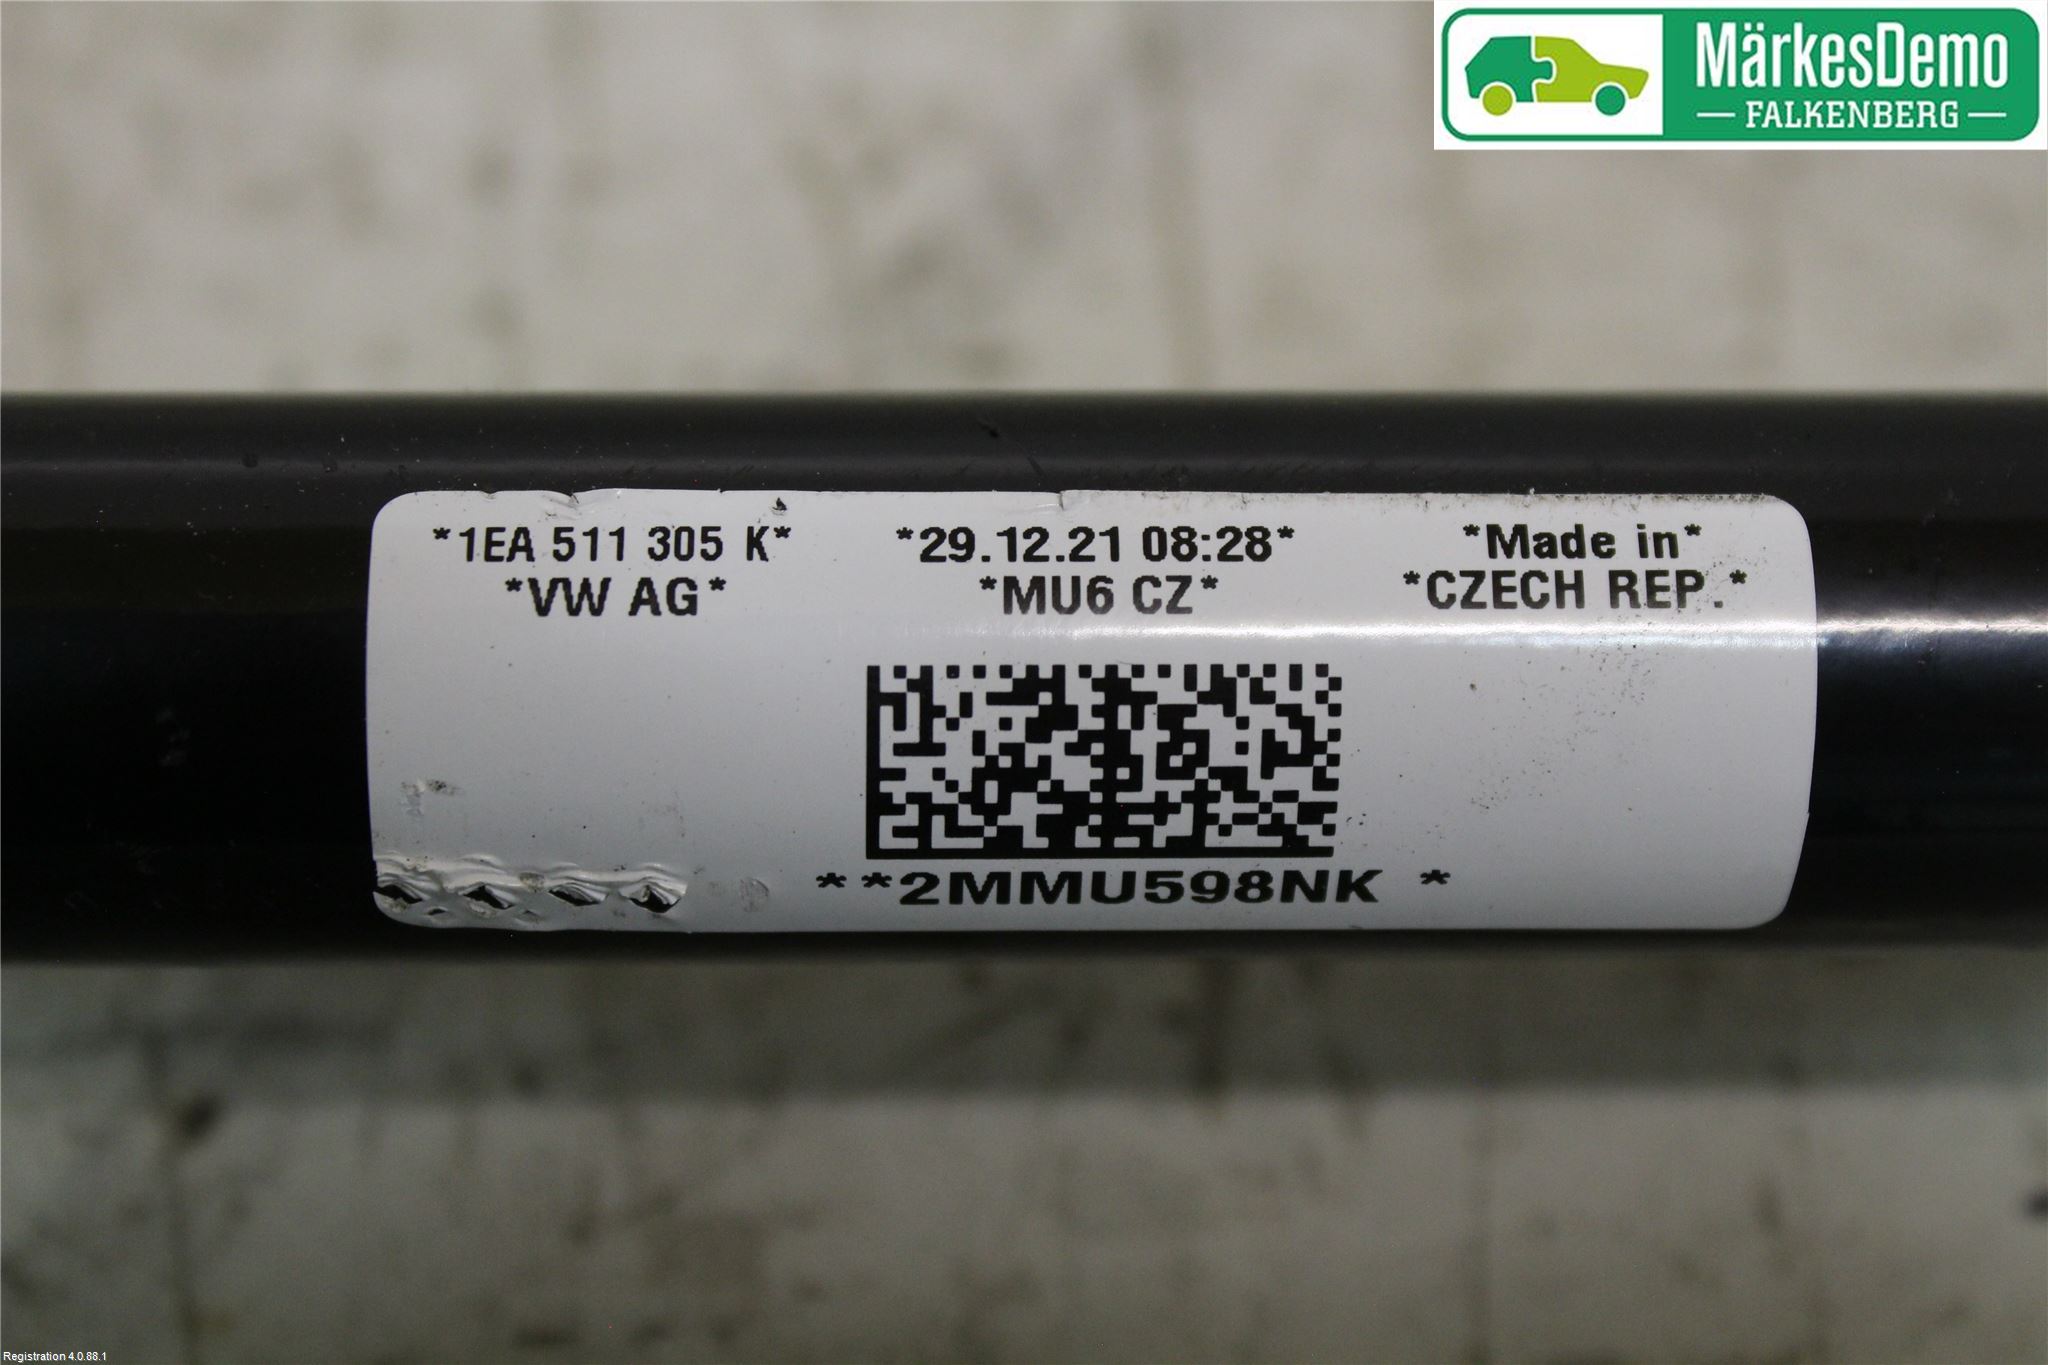 MärkesDemo
FALKENBERG
*1EA 511 305 K*
*VW AG*
*29.12.21 08:28*
*MU6 CZ*
*Made in*
*CZECH REP.*
**2MMU598NK *
Registration 4.0.88.1